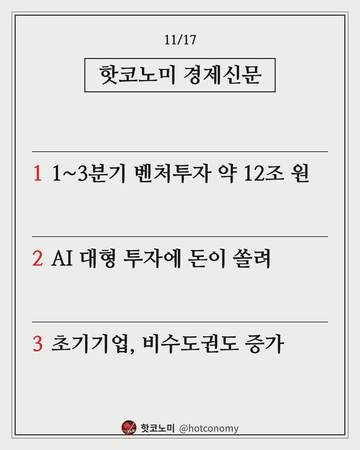 11/17
핫코노미 경제신문
1 1~3분기 벤처투자 약 12조 원
2 AI 대형 투자에 돈이 쏠려
3 초기기업, 비수도권도 증가
핫코노미 @hotconomy